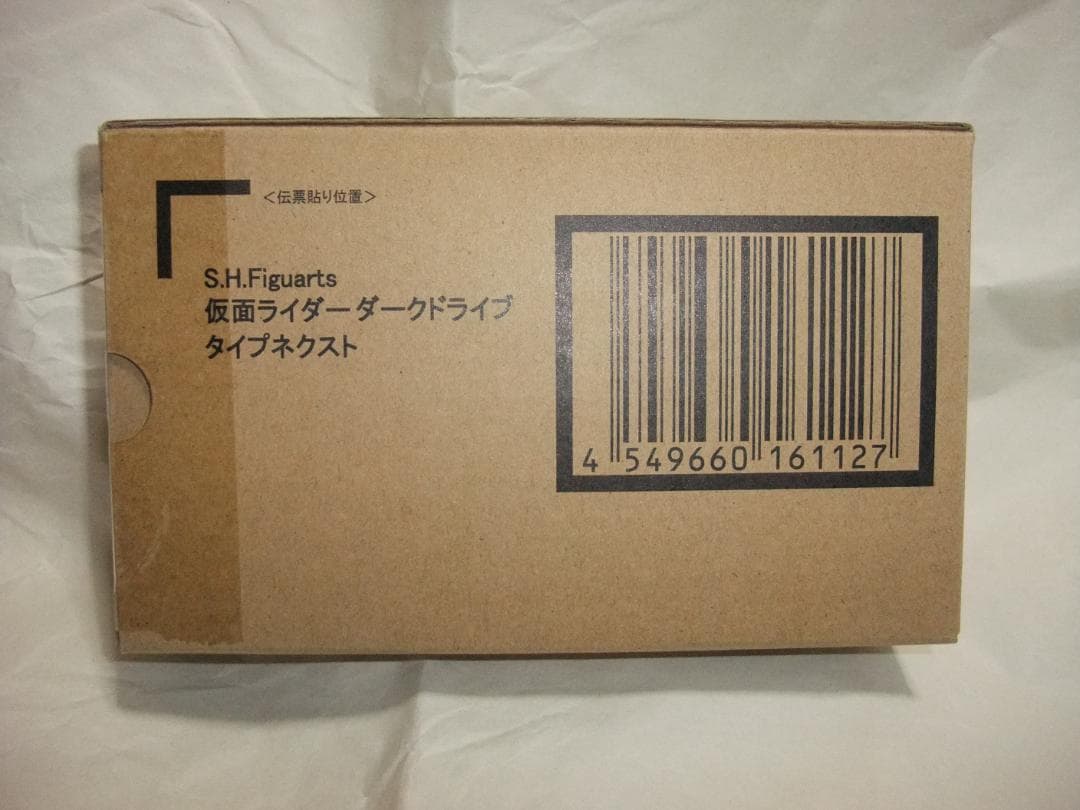 ＜伝票貼り位置＞
S.H.Figuarts
仮面ライダー ダークドライブ
タイプネクスト
4 549660 161127